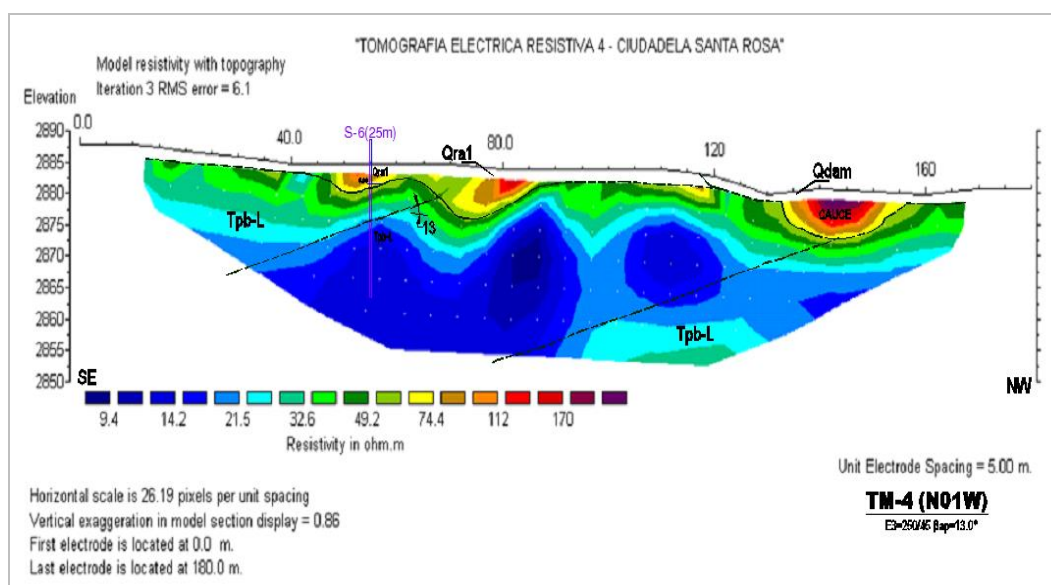 "TOMOGRAFIA ELECTRICA RESISTIVA 4 - CIUDADELA SANTA ROSA"
Model resistivity with topography
Iteration 3 RMS error = 6.1
Elevation
0.0
40.0
S-6(25m)
80.0
120
160
Qra1
Qdam
2890
2885
2880
2875
2870
2865
2860
2855
2850
Qra1
CAUCE
Tpb-L
13
Tpb-L
Tpb-L
SE
NW
9.4 14.2 21.5 32.6 49.2 74.4 112 170
Resistivity in ohm.m
Unit Electrode Spacing = 5.00 m.
Horizontal scale is 26.19 pixels per unit spacing
Vertical exaggeration in model section display = 0.86
First electrode is located at 0.0 m.
Last electrode is located at 180.0 m.
TM-4 (N01W)